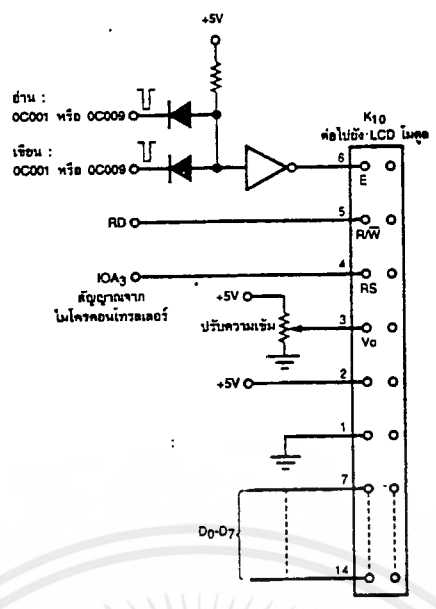 +5V
อ่าน :
0C001 หรือ 0C009
เขียน :
0C001 หรือ 0C009
K10
ต่อไปยัง LCD โมดูล
6
E
RD
5
R/W̅
IOA3
4
RS
สัญญาณจาก
ไมโครคอนโทรลเลอร์
+5V
ปรับความเข้ม
3
Vo
+5V
2
1
7
D0-D7
14